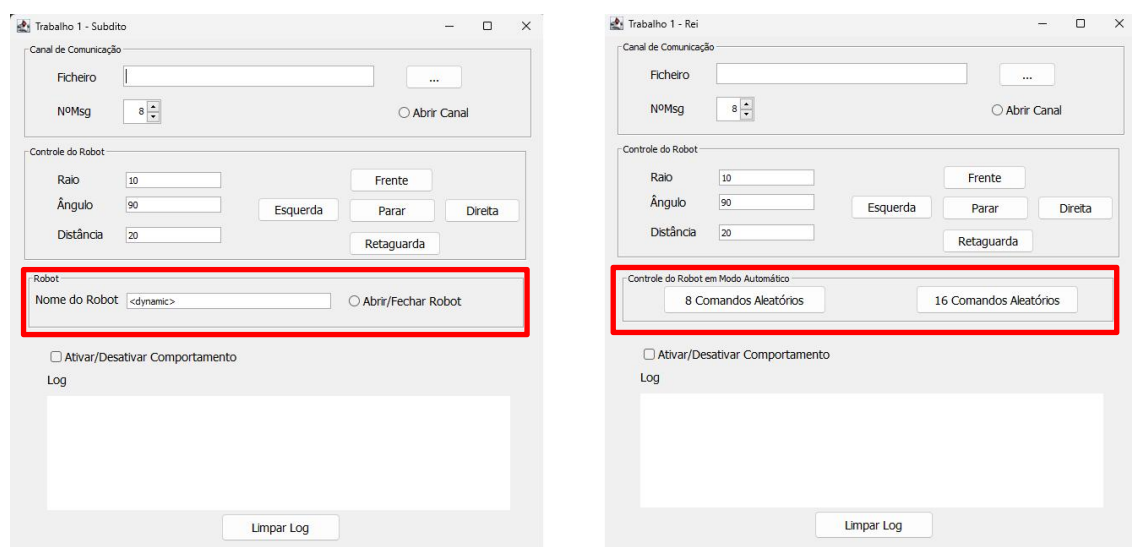 Trabalho 1 - Subdito
Canal de Comunicação
Ficheiro
...
NºMsg 8 Abrir Canal
Controle do Robot
Raio 10 Frente
Ângulo 90 Esquerda Parar Direita
Distância 20 Retaguarda
Robot
Nome do Robot <dynamic> Abrir/Fechar Robot
Ativar/Desativar Comportamento
Log
Limpar Log
Trabalho 1 - Rei
Canal de Comunicação
Ficheiro
...
NºMsg 8 Abrir Canal
Controle do Robot
Raio 10 Frente
Ângulo 90 Esquerda Parar Direita
Distância 20 Retaguarda
Controle do Robot em Modo Automático
8 Comandos Aleatórios 16 Comandos Aleatórios
Ativar/Desativar Comportamento
Log
Limpar Log